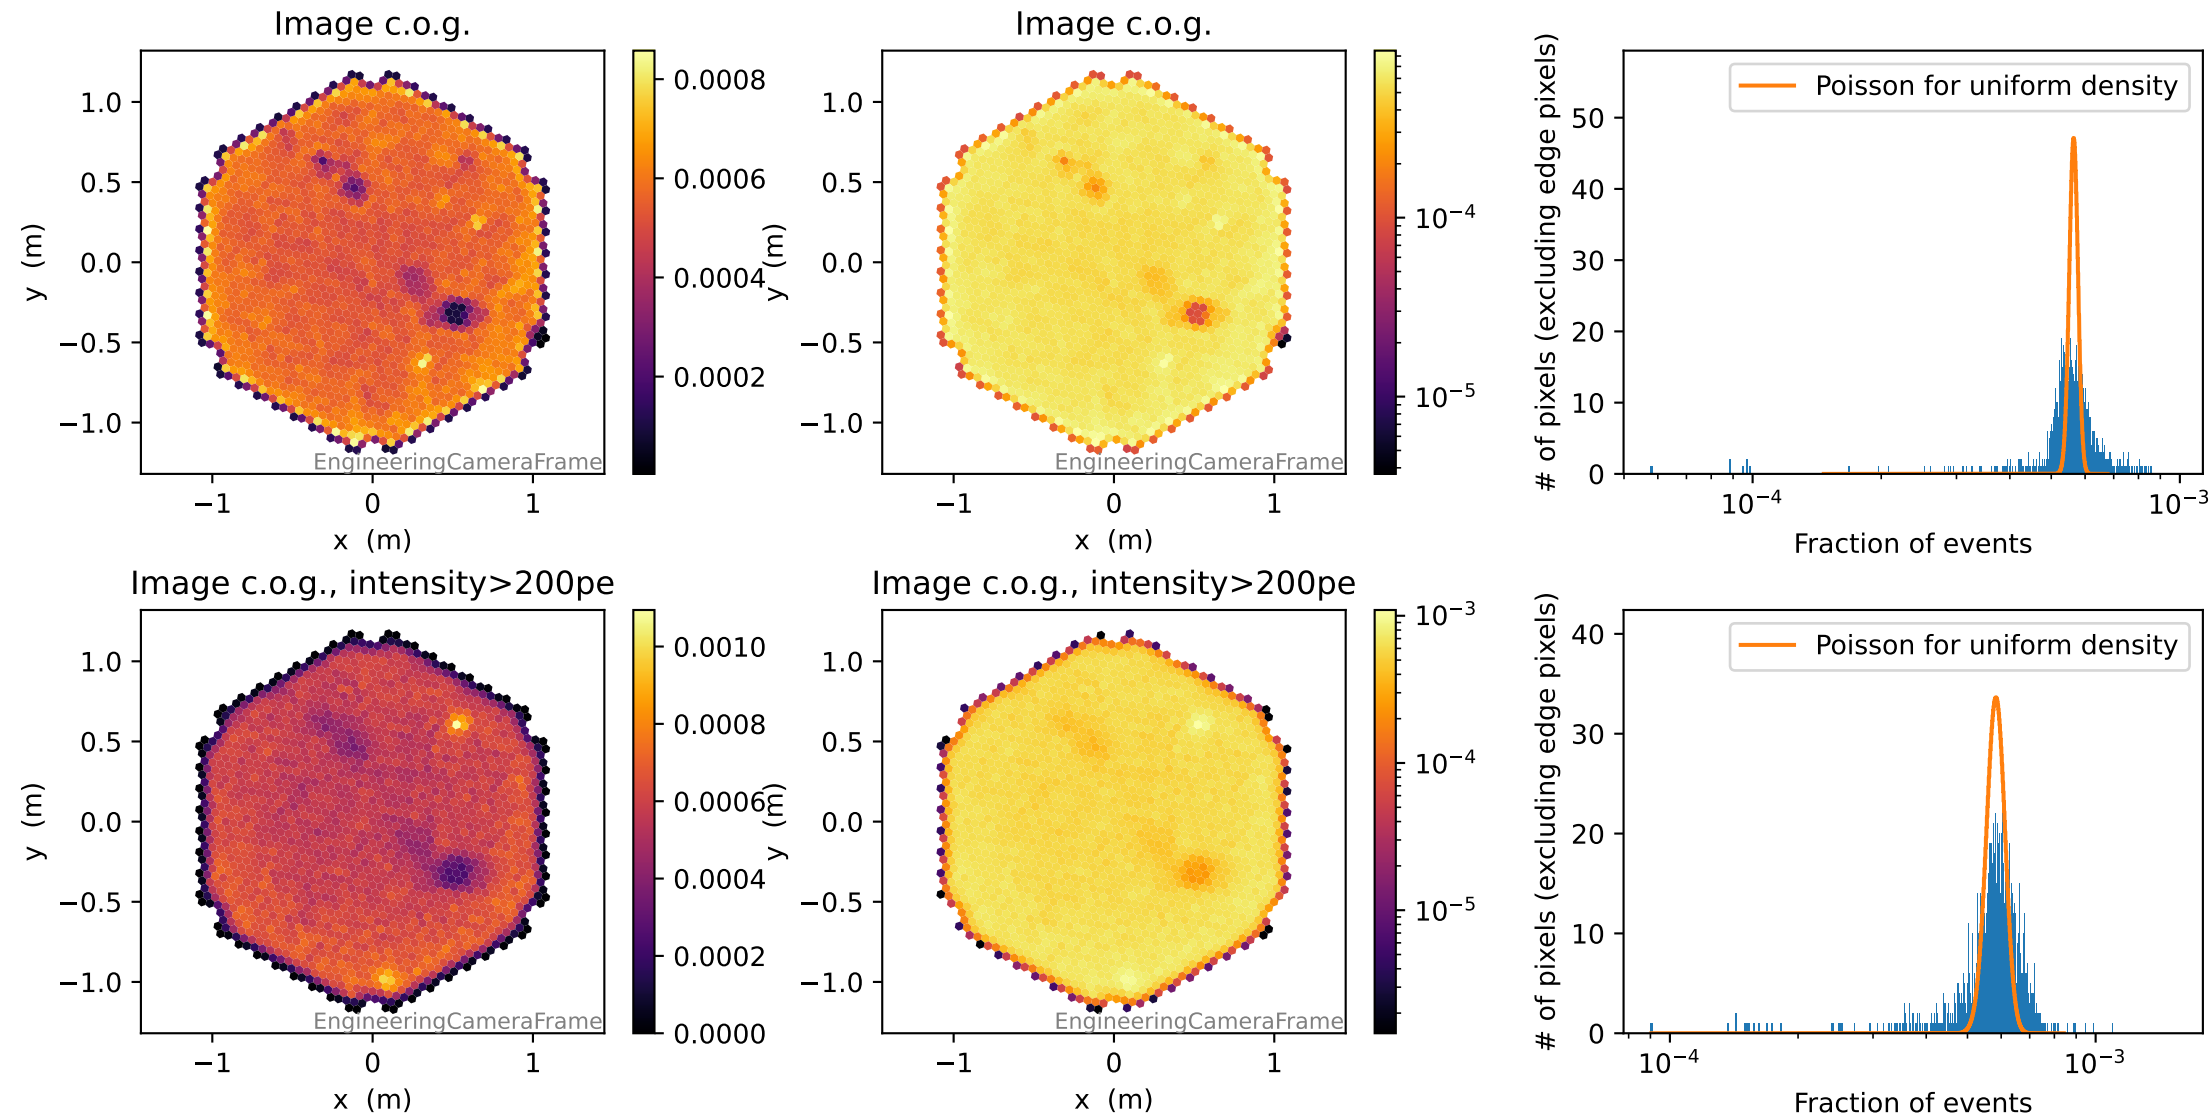 Image c.o.g.
1.0
0.5
0.0
−0.5
−1.0
y (m)
−1
0
1
x (m)
EngineeringCameraFrame
0.0008
0.0006
0.0004
0.0002
Image c.o.g.
1.0
0.5
0.0
−0.5
−1.0
y (m)
−1
0
1
x (m)
EngineeringCameraFrame
10−4
10−5
# of pixels (excluding edge pixels)
50
40
30
20
10
0
Poisson for uniform density
10−4
10−3
Fraction of events
Image c.o.g., intensity>200pe
1.0
0.5
0.0
−0.5
−1.0
y (m)
−1
0
1
x (m)
EngineeringCameraFrame
0.0010
0.0008
0.0006
0.0004
0.0002
0.0000
Image c.o.g., intensity>200pe
1.0
0.5
0.0
−0.5
−1.0
y (m)
−1
0
1
x (m)
EngineeringCameraFrame
10−3
10−4
10−5
# of pixels (excluding edge pixels)
40
30
20
10
0
Poisson for uniform density
10−4
10−3
Fraction of events